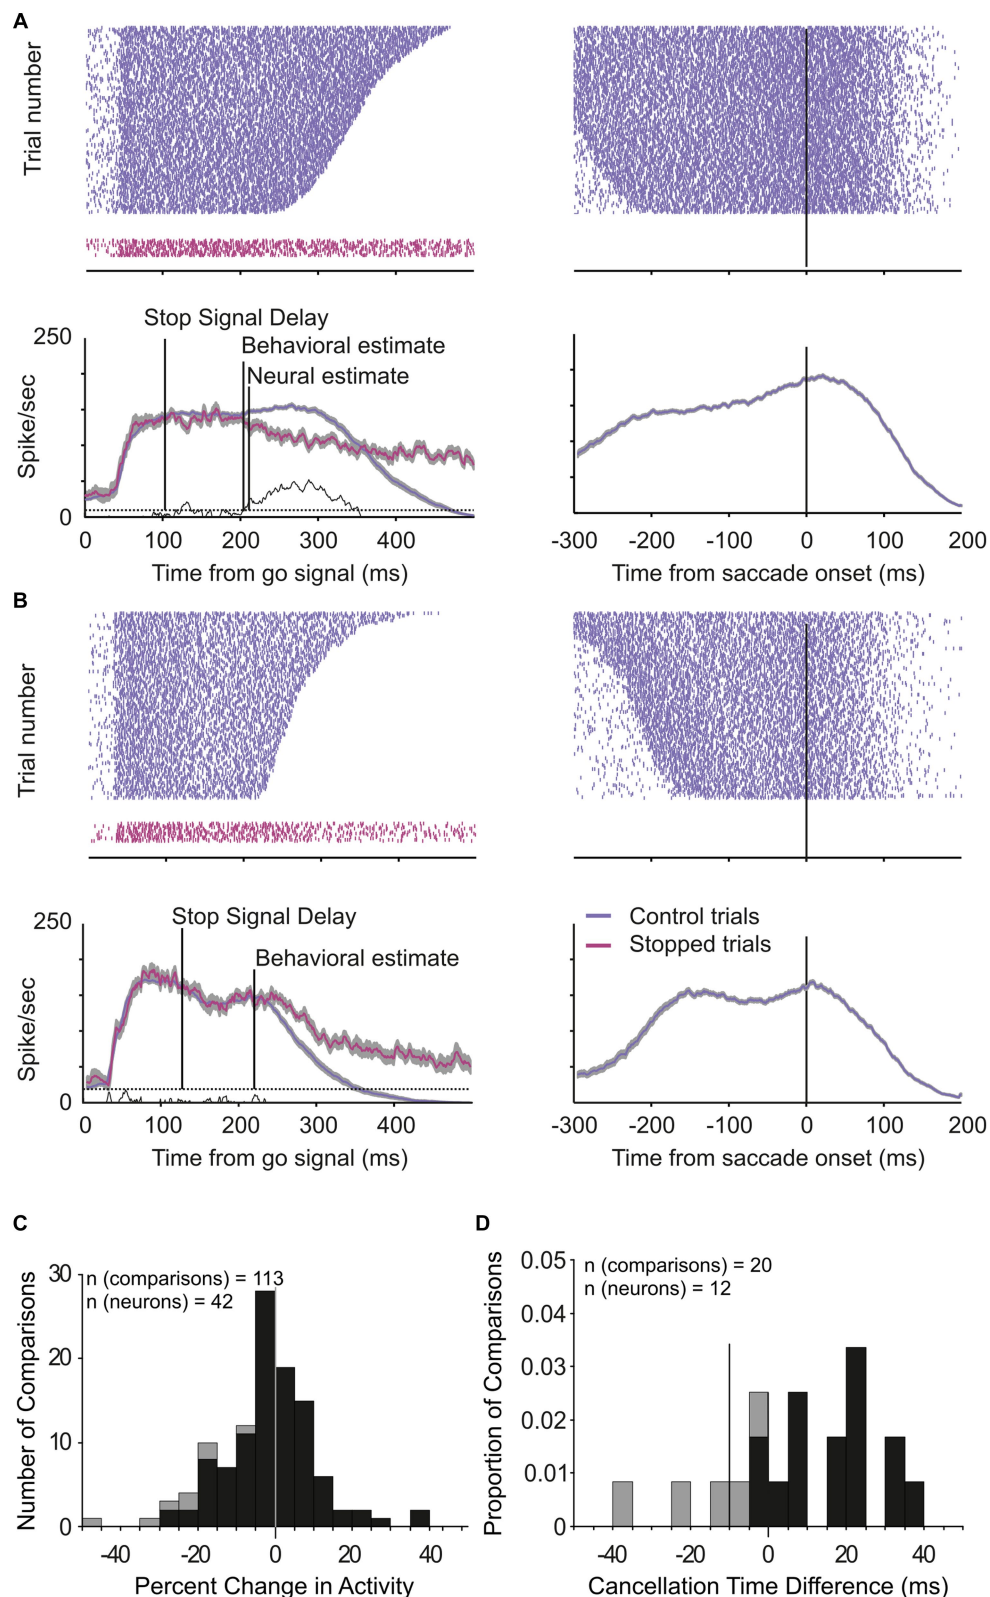 A
Trial number
Stop Signal Delay
Behavioral estimate
Neural estimate
250
0
Spike/sec
0 100 200 300 400
Time from go signal (ms)
-300 -200 -100 0 100 200
Time from saccade onset (ms)
B
Trial number
Stop Signal Delay
Behavioral estimate
250
0
Spike/sec
0 100 200 300 400
Time from go signal (ms)
Control trials
Stopped trials
-300 -200 -100 0 100 200
Time from saccade onset (ms)
C
n (comparisons) = 113
n (neurons) = 42
30
20
10
0
Number of Comparisons
-40 -20 0 20 40
Percent Change in Activity
D
n (comparisons) = 20
n (neurons) = 12
0.05
0.04
0.03
0.02
0.01
0
Proportion of Comparisons
-40 -20 0 20 40
Cancellation Time Difference (ms)